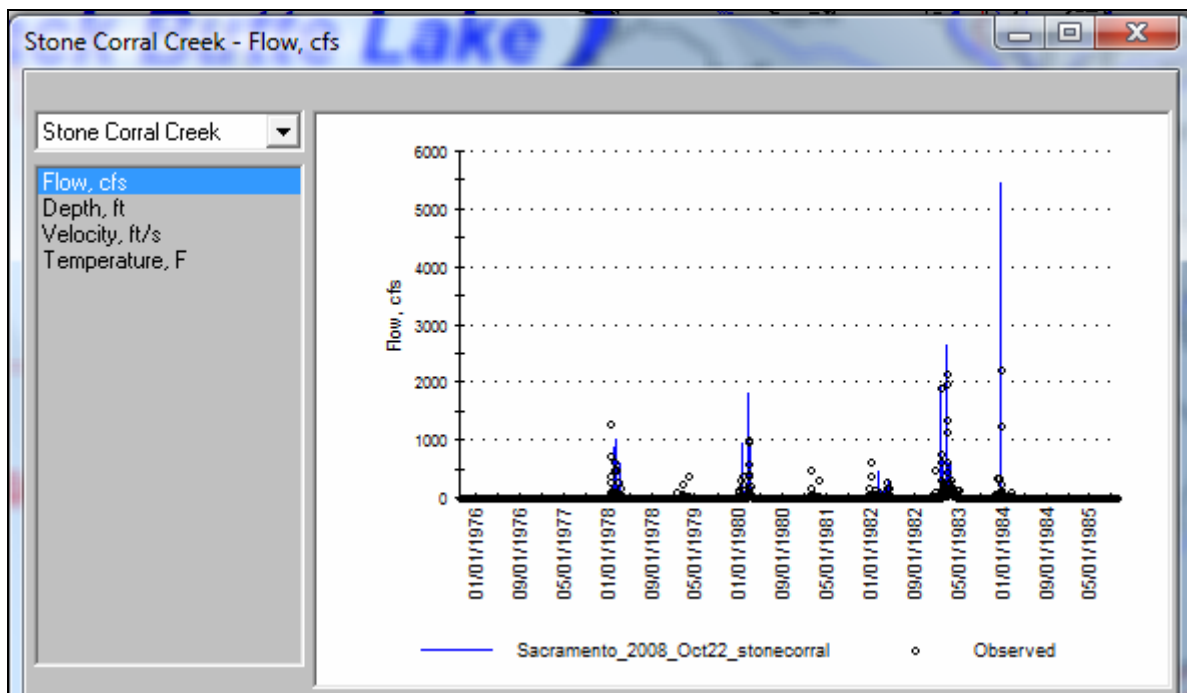 Stone Corral Creek - Flow, cfs
Lake
Stone Corral Creek
Flow, cfs
Depth, ft
Velocity, ft/s
Temperature, F
6000
5000
4000
3000
2000
1000
0
Flow, cfs
01/01/1976
09/01/1976
05/01/1977
01/01/1978
09/01/1978
05/01/1979
01/01/1980
09/01/1980
05/01/1981
01/01/1982
09/01/1982
05/01/1983
01/01/1984
09/01/1984
05/01/1985
Sacramento_2008_Oct22_stonecorral
Observed